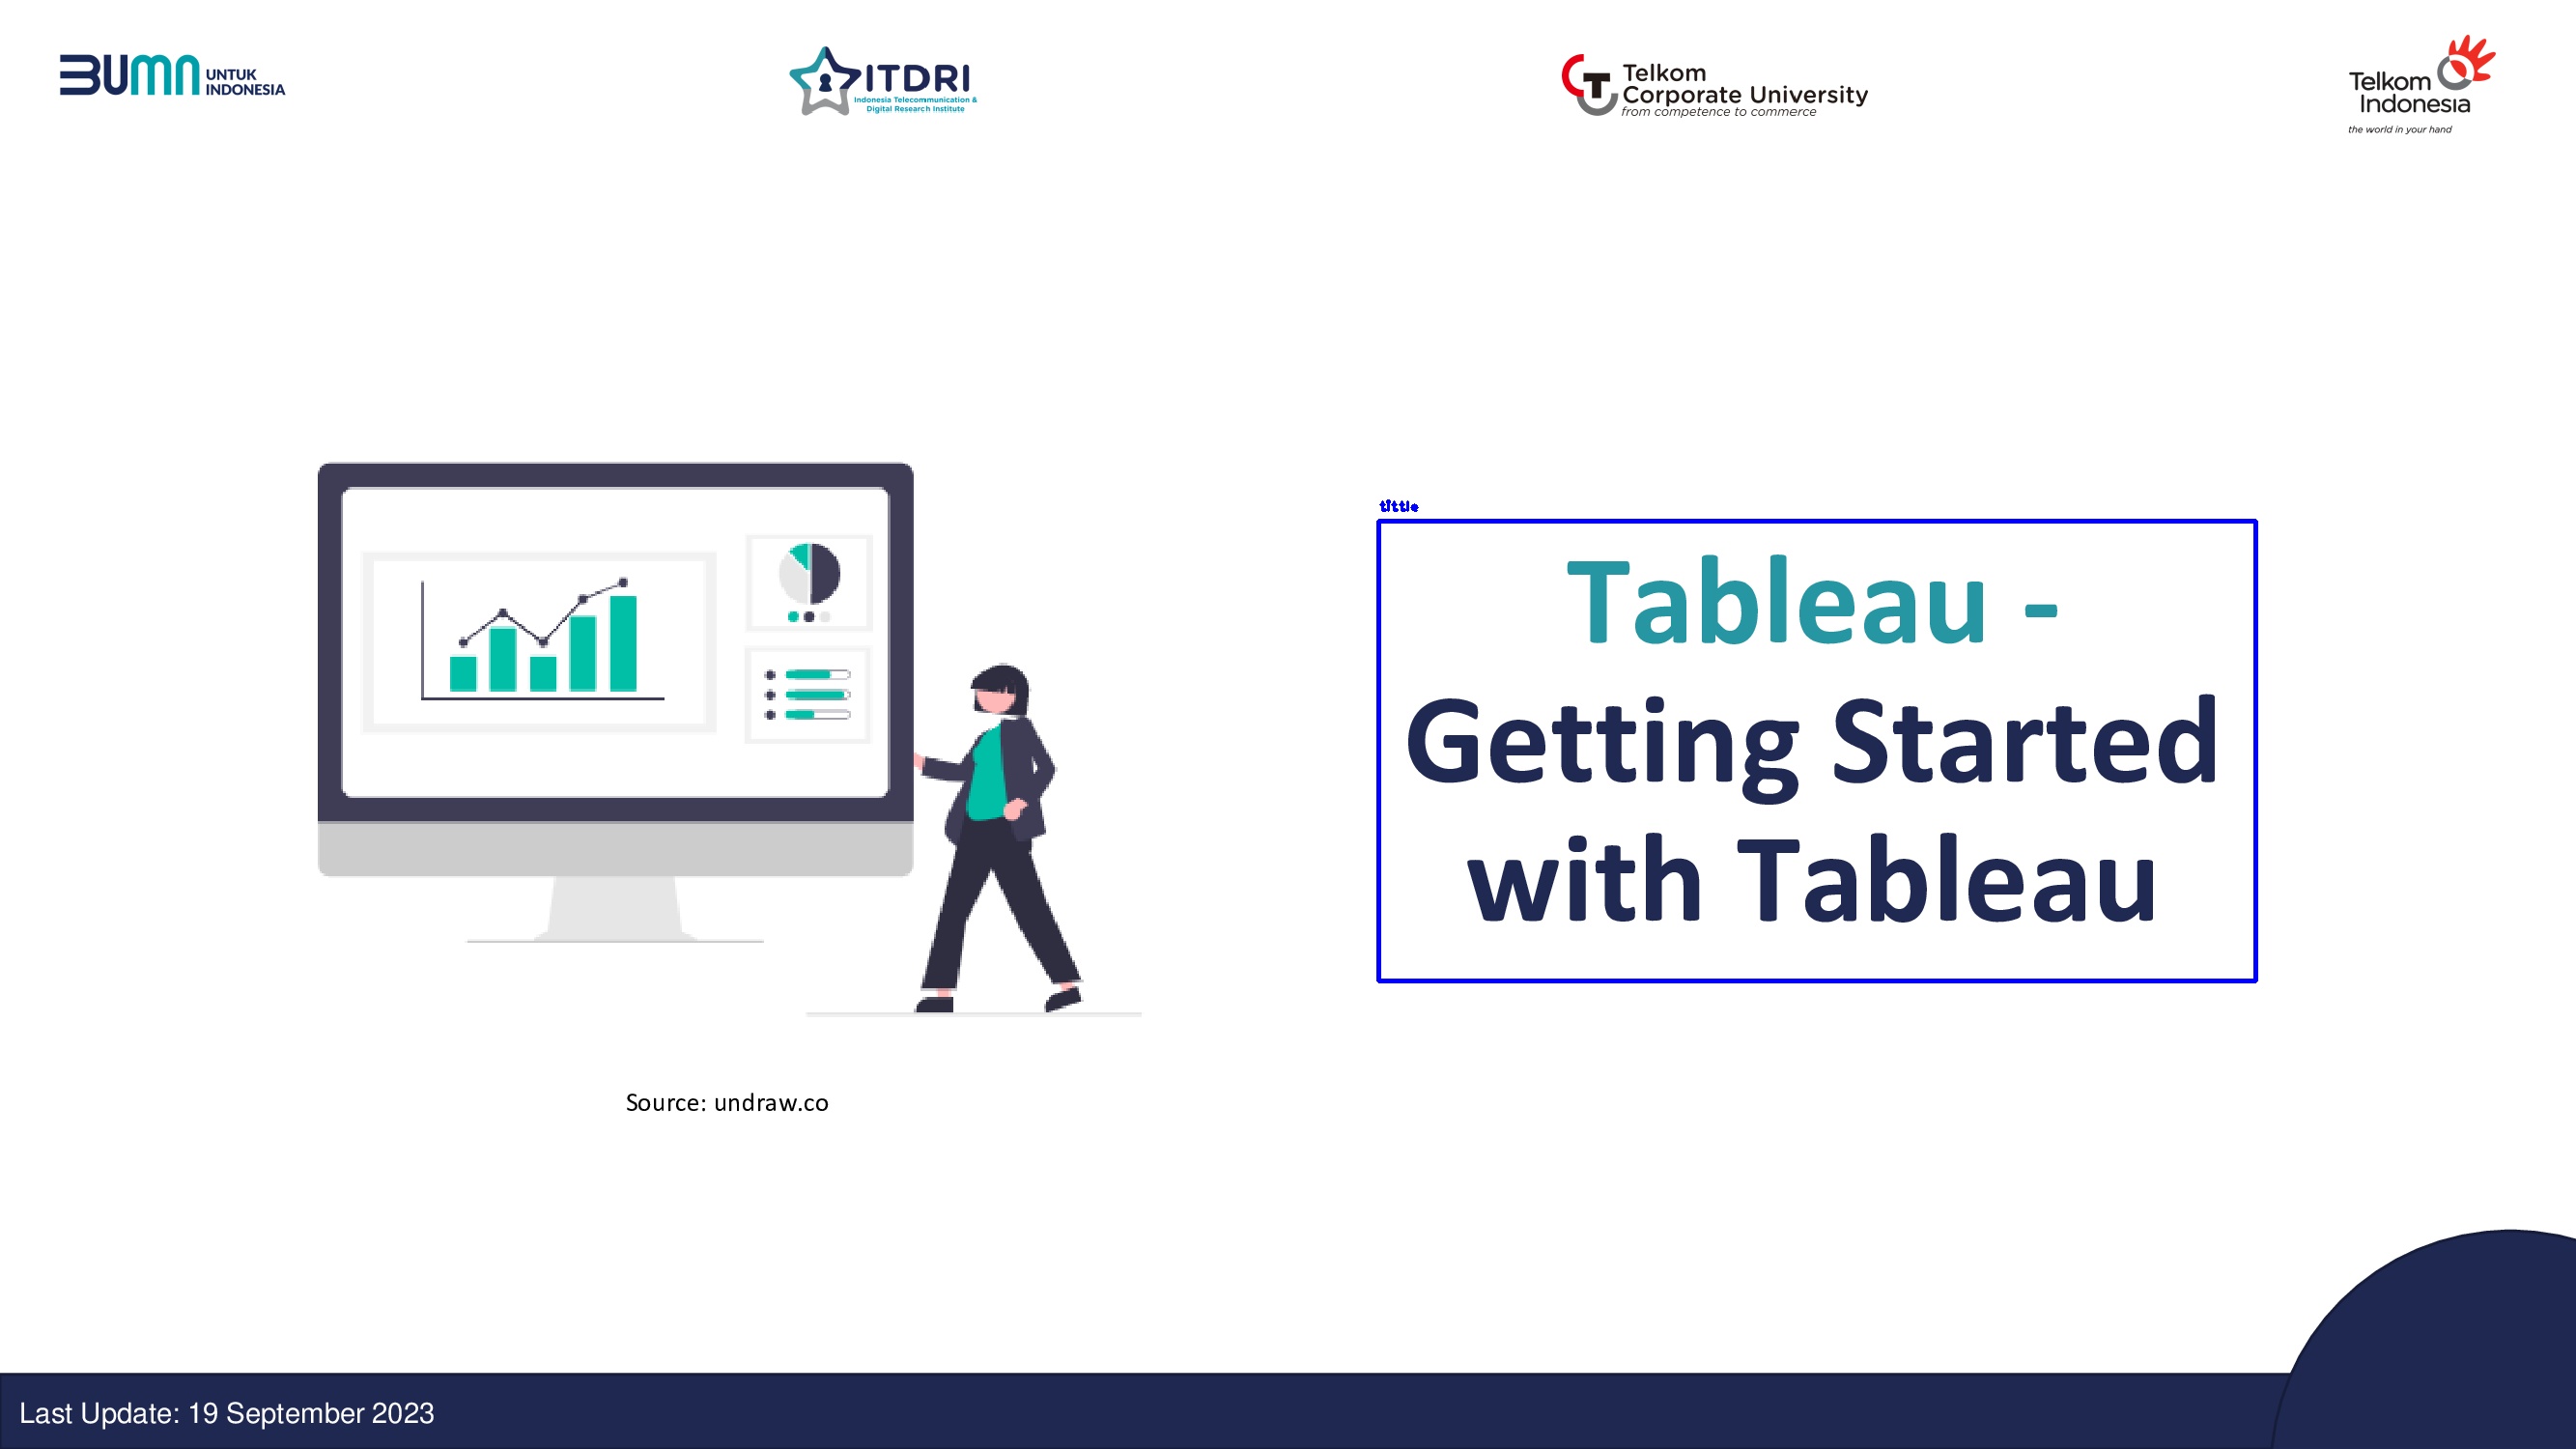 BUMN UNTUK
INDONESIA
ITDRI
Indonesia Telecommunication &
Digital Research Institute
Telkom
Corporate University
from competence to commerce
Telkom
Indonesia
the world in your hand
tittle
Tableau -
Getting Started
with Tableau
Source: undraw.co
Last Update: 19 September 2023